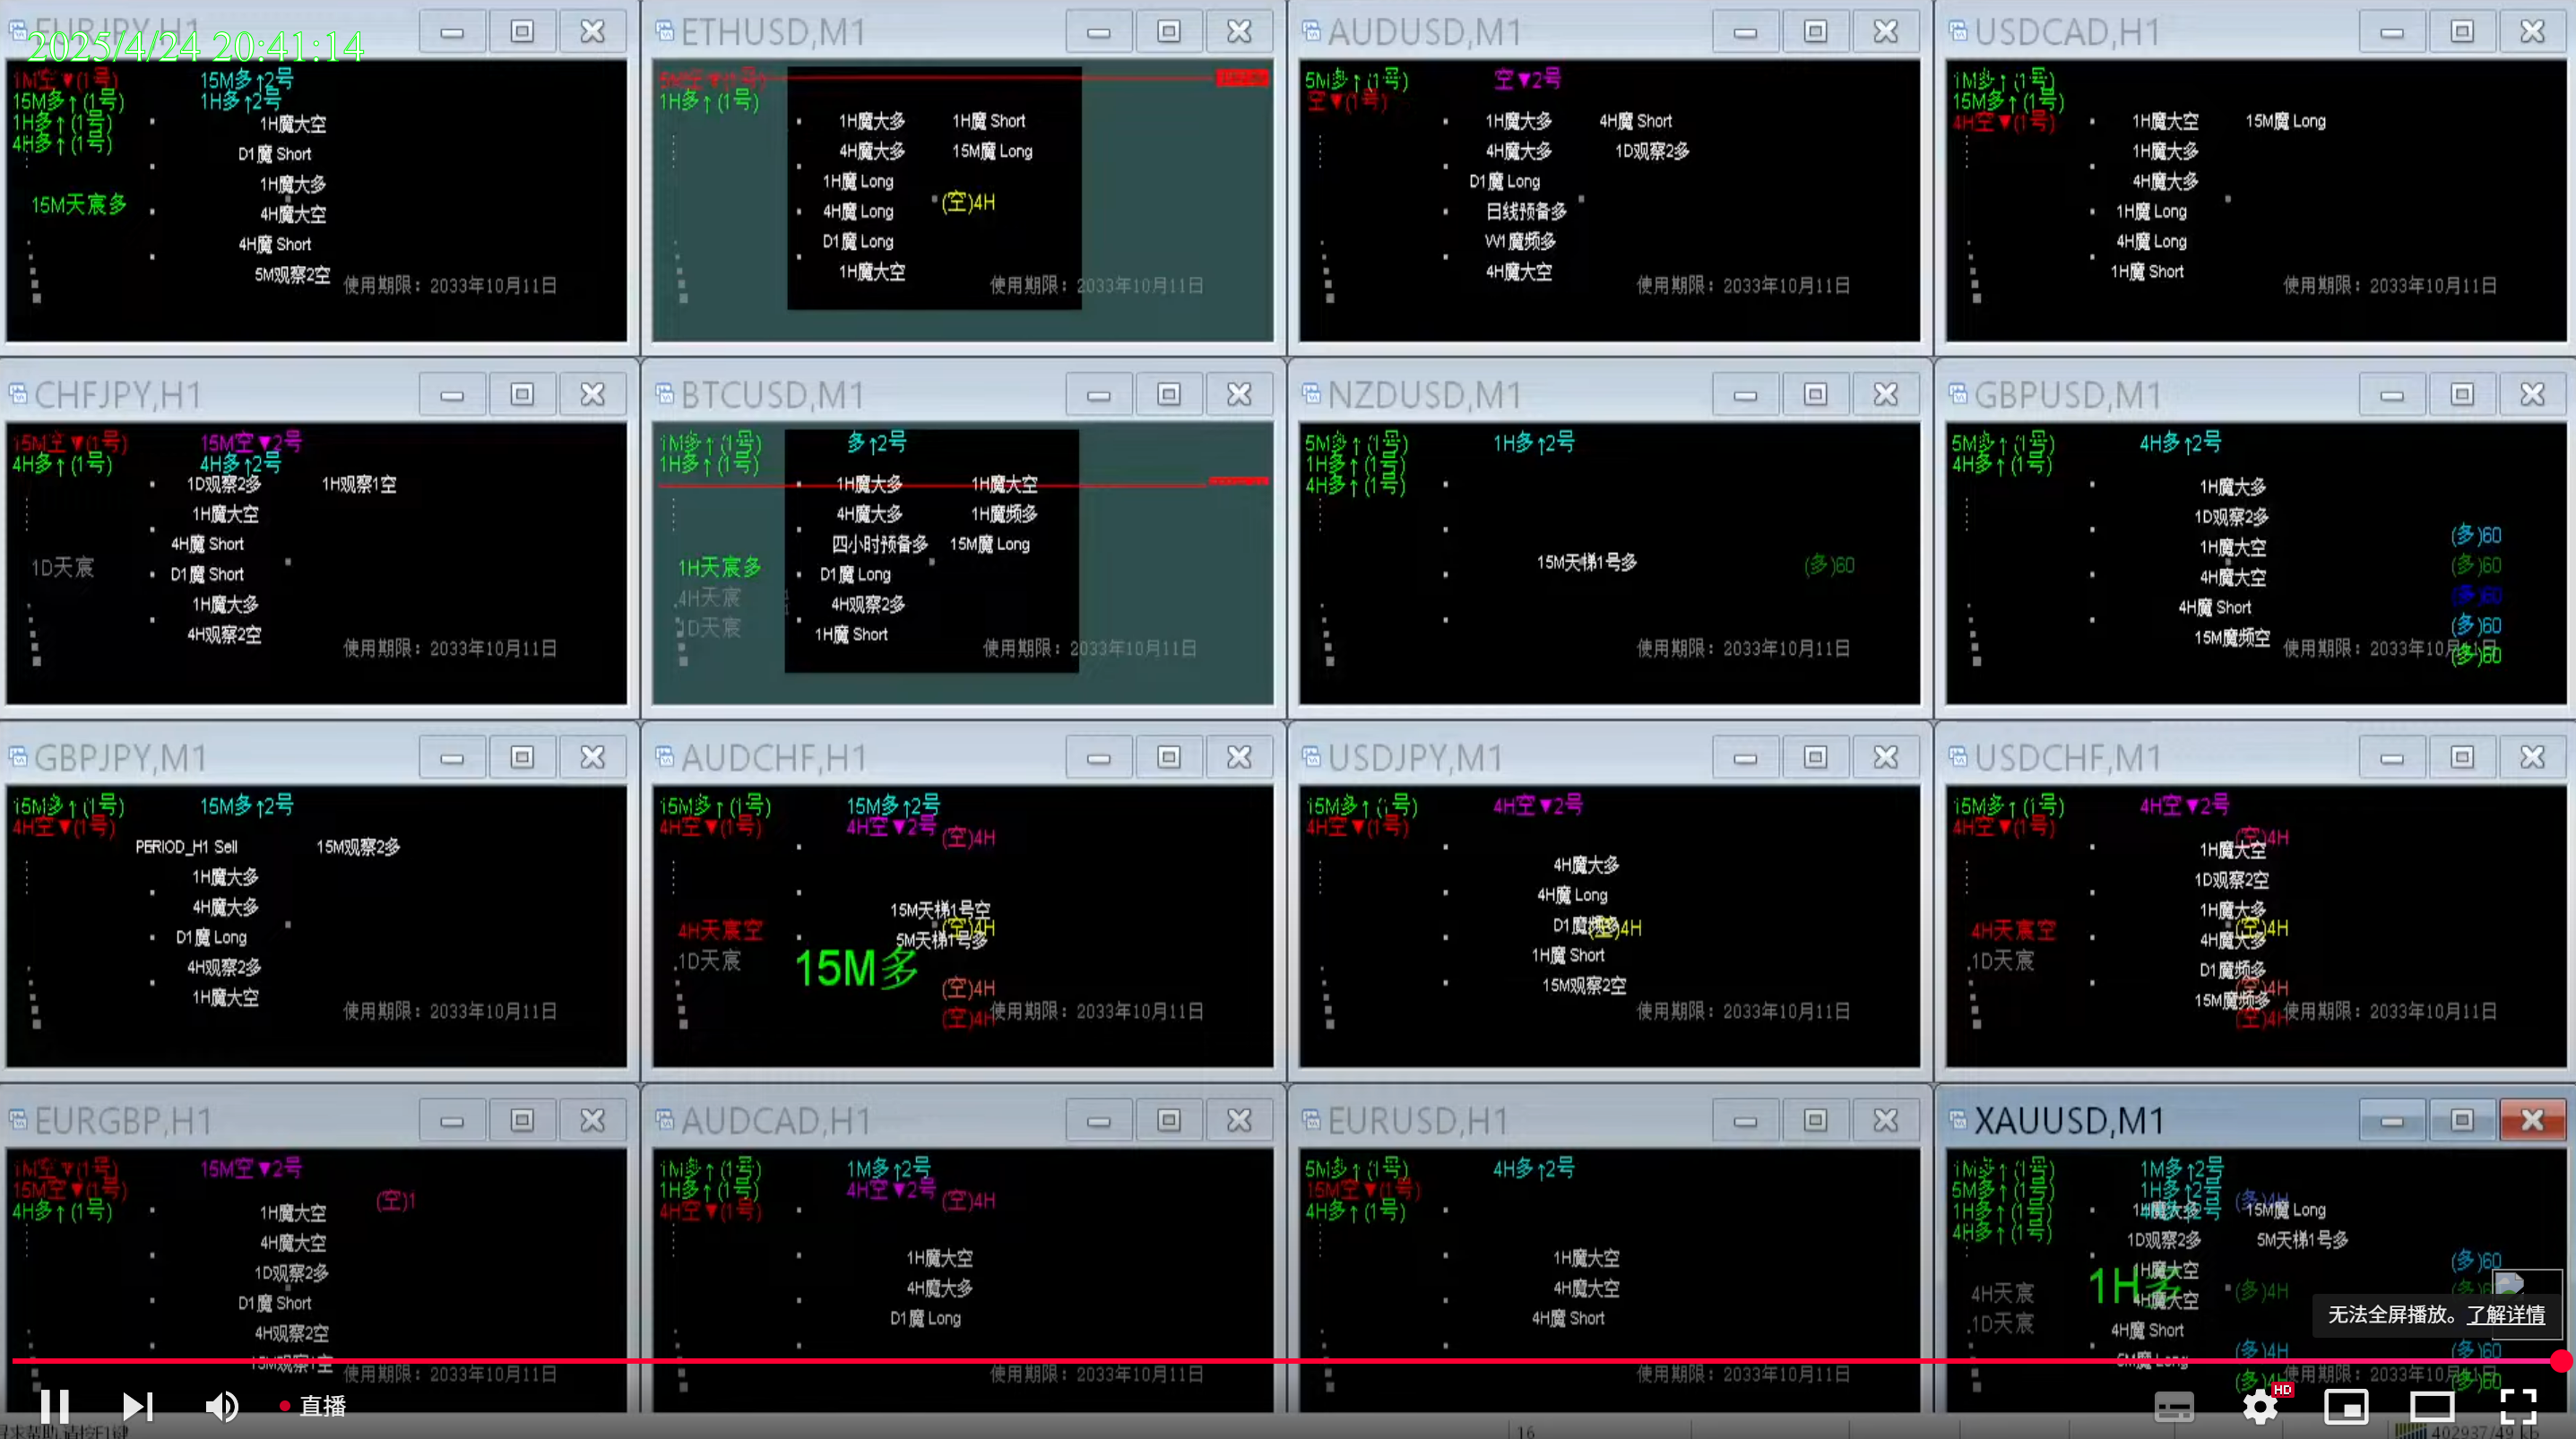 EURJPY,H1
2025/4/24 20:41:14
1M空▼(1号) 15M多↑2号
15M多↑(1号) 1H多↑2号
1H多↑(1号) 1H魔大空
4H多↑(1号)
D1魔 Short
1H魔大多
15M天宸多
4H魔大空
4H魔 Short
5M观察2空
使用期限：2033年10月11日
ETHUSD,M1
5M空▼(1号)
1H多↑(1号)
1H魔大多 1H魔 Short
4H魔大多 15M魔 Long
1H魔 Long
(空)4H
4H魔 Long
D1魔 Long
1H魔大空
使用期限：2033年10月11日
AUDUSD,M1
5M多↑(1号) 空▼2号
空▼(1号)
1H魔大多 4H魔 Short
4H魔大多 1D观察2多
D1魔 Long
日线预备多
W1魔频多
4H魔大空
使用期限：2033年10月11日
USDCAD,H1
1M多↑(1号)
15M多↑(1号)
4H空▼(1号) 1H魔大空 15M魔 Long
1H魔大多
4H魔大多
1H魔 Long
4H魔 Long
1H魔 Short
使用期限：2033年10月11日
CHFJPY,H1
15M空▼(1号) 15M空▼2号
4H多↑(1号) 4H多↑2号
1D观察2多 1H观察1空
1H魔大空
4H魔 Short
1D天宸 D1魔 Short
1H魔大多
4H观察2空
使用期限：2033年10月11日
BTCUSD,M1
1M多↑(1号) 多↑2号
1H多↑(1号)
1H魔大多 1H魔大空
4H魔大多 1H魔频多
四小时预备多 15M魔 Long
1H天宸多 D1魔 Long
4H天宸 4H观察2多
1D天宸 1H魔 Short
使用期限：2033年10月11日
NZDUSD,M1
5M多↑(1号) 1H多↑2号
1H多↑(1号)
4H多↑(1号)
15M天梯1号多 (多)60
使用期限：2033年10月11日
GBPUSD,M1
5M多↑(1号) 4H多↑2号
4H多↑(1号)
1H魔大多
1D观察2多
(多)60
1H魔大空
(多)60
4H魔大空
(多)60
4H魔 Short
(多)60
15M魔频空
使用期限：2033年10月11日
(多)60
GBPJPY,M1
15M多↑(1号) 15M多↑2号
4H空▼(1号)
PERIOD_H1 Sell 15M观察2多
1H魔大多
4H魔大多
D1魔 Long
4H观察2多
1H魔大空
使用期限：2033年10月11日
AUDCHF,H1
15M多↑(1号) 15M多↑2号
4H空▼(1号) 4H空▼2号
(空)4H
15M天梯1号空
4H天宸空 (空)4H
5M天梯1号多
1D天宸 15M多
(空)4H
(空)4H
使用期限：2033年10月11日
USDJPY,M1
15M多↑(1号) 4H空▼2号
4H空▼(1号)
4H魔大多
4H魔 Long
D1魔频多
(空)4H
1H魔 Short
15M观察2空
使用期限：2033年10月11日
USDCHF,M1
15M多↑(1号) 4H空▼2号
4H空▼(1号)
(空)4H
1H魔大空
1D观察2空
1H魔大多
4H天宸空 (空)4H
4H魔大多
1D天宸 D1魔频多
(空)4H
15M魔频多
(空)4H
使用期限：2033年10月11日
EURGBP,H1
1M空▼(1号) 15M空▼2号
15M空▼(1号)
(空)1
4H多↑(1号) 1H魔大空
4H魔大空
1D观察2多
D1魔 Short
4H观察2空
15M观察1空
使用期限：2033年10月11日
AUDCAD,H1
1M多↑(1号) 1M多↑2号
1H多↑(1号) 4H空▼2号
(空)4H
4H空▼(1号)
1H魔大空
4H魔大多
D1魔 Long
使用期限：2033年10月11日
EURUSD,H1
5M多↑(1号) 4H多↑2号
15M空▼(1号)
4H多↑(1号)
1H魔大空
4H魔大空
4H魔 Short
使用期限：2033年10月11日
XAUUSD,M1
1M多↑(1号) 1M多↑2号
5M多↑(1号) 1H多↑2号
(多)4H
1H多↑(1号) 15M魔 Long
4H多↑(1号) 1D观察2多 5M天梯1号多
(多)60
1H魔大空
1H多
4H天宸 (多)4H
4H魔大空
1D天宸
4H魔 Short
无法全屏播放。了解详情
(多)4H (多)60
5M魔 Long
使用期限：2033年10月11日
(多)60
直播
HD
16
402937/49 kb